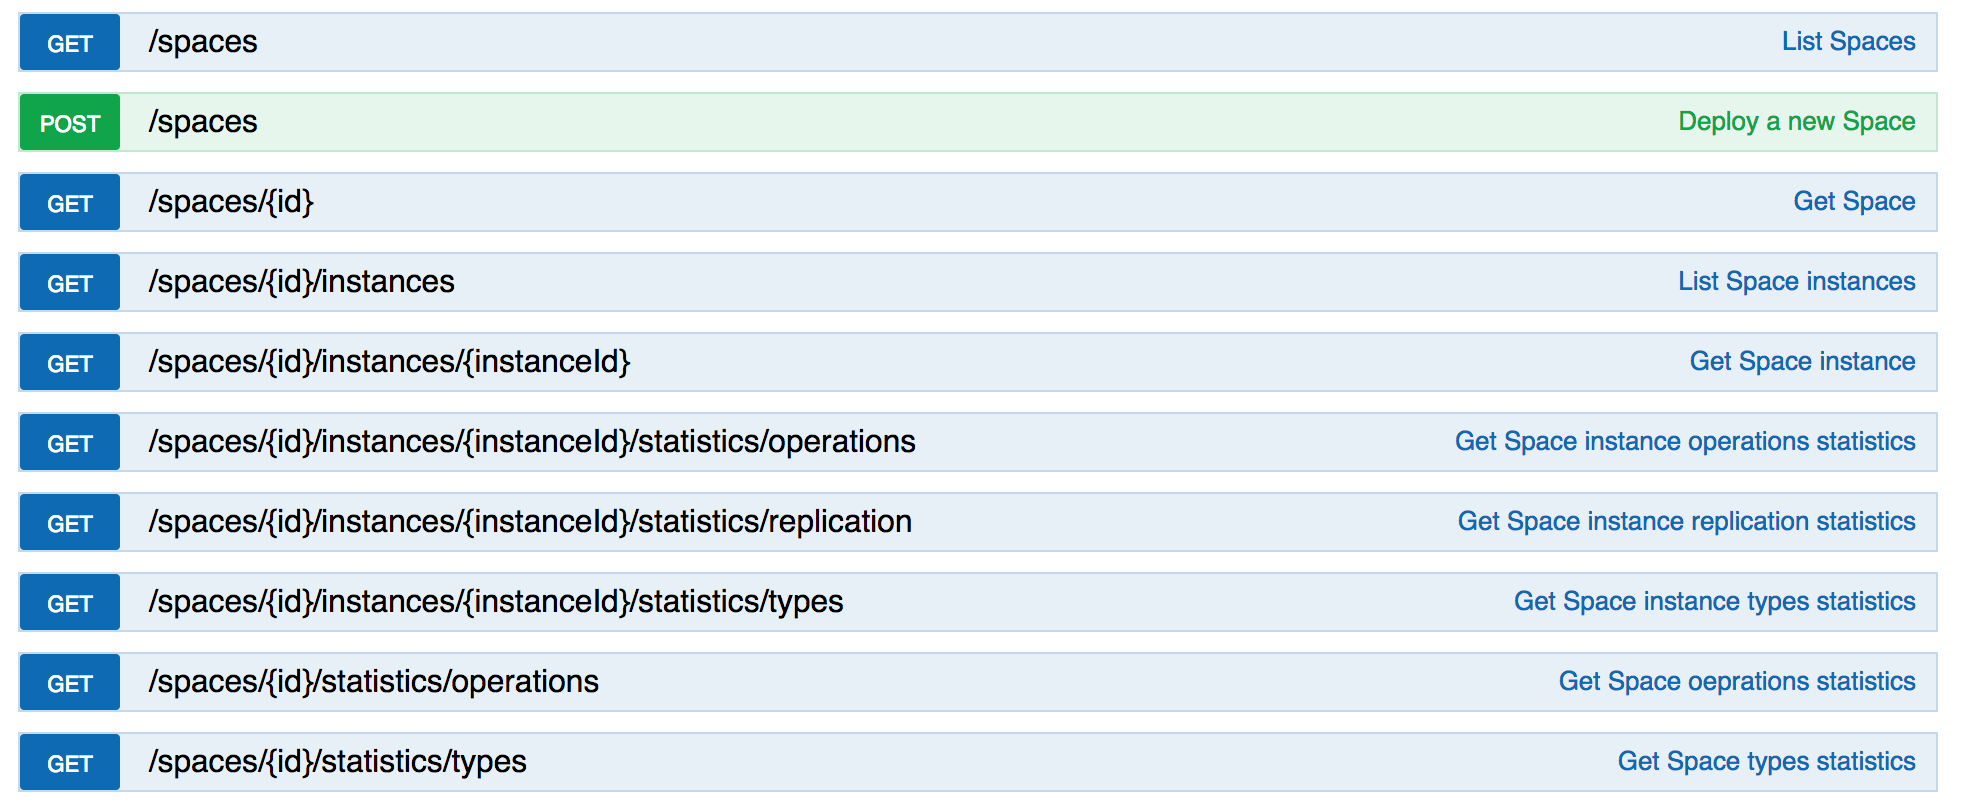 GET /spaces List Spaces
POST /spaces Deploy a new Space
GET /spaces/{id} Get Space
GET /spaces/{id}/instances List Space instances
GET /spaces/{id}/instances/{instanceId} Get Space instance
GET /spaces/{id}/instances/{instanceId}/statistics/operations Get Space instance operations statistics
GET /spaces/{id}/instances/{instanceId}/statistics/replication Get Space instance replication statistics
GET /spaces/{id}/instances/{instanceId}/statistics/types Get Space instance types statistics
GET /spaces/{id}/statistics/operations Get Space oeprations statistics
GET /spaces/{id}/statistics/types Get Space types statistics